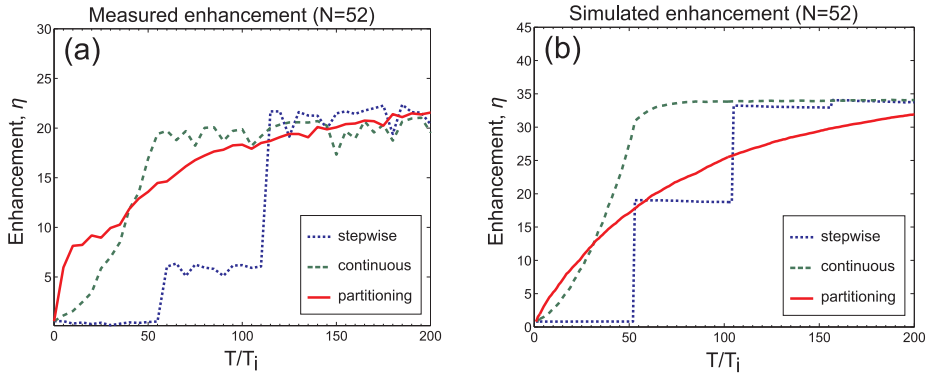 Measured enhancement (N=52)
(a)
30
25
20
15
10
5
0
50
100
150
200
Enhancement, η
T/Ti
stepwise
continuous
partitioning
Simulated enhancement (N=52)
(b)
45
40
35
30
25
20
15
10
5
0
0
50
100
150
200
Enhancement, η
T/Ti
stepwise
continuous
partitioning